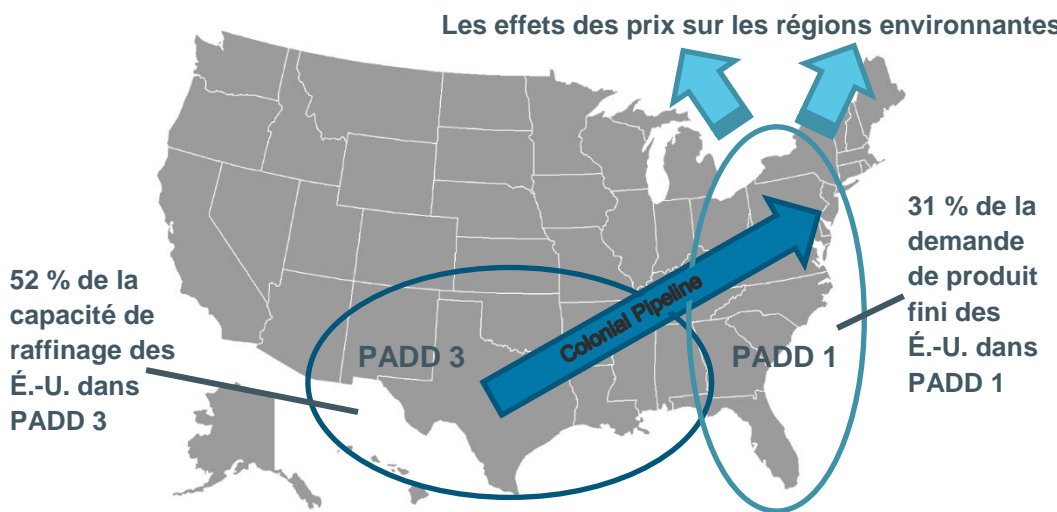 Les effets des prix sur les régions environnantes
52 % de la
capacité de
raffinage des
É.-U. dans
PADD 3
PADD 3
Colonial Pipeline
PADD 1
31 % de la
demande
de produit
fini des
É.-U. dans
PADD 1